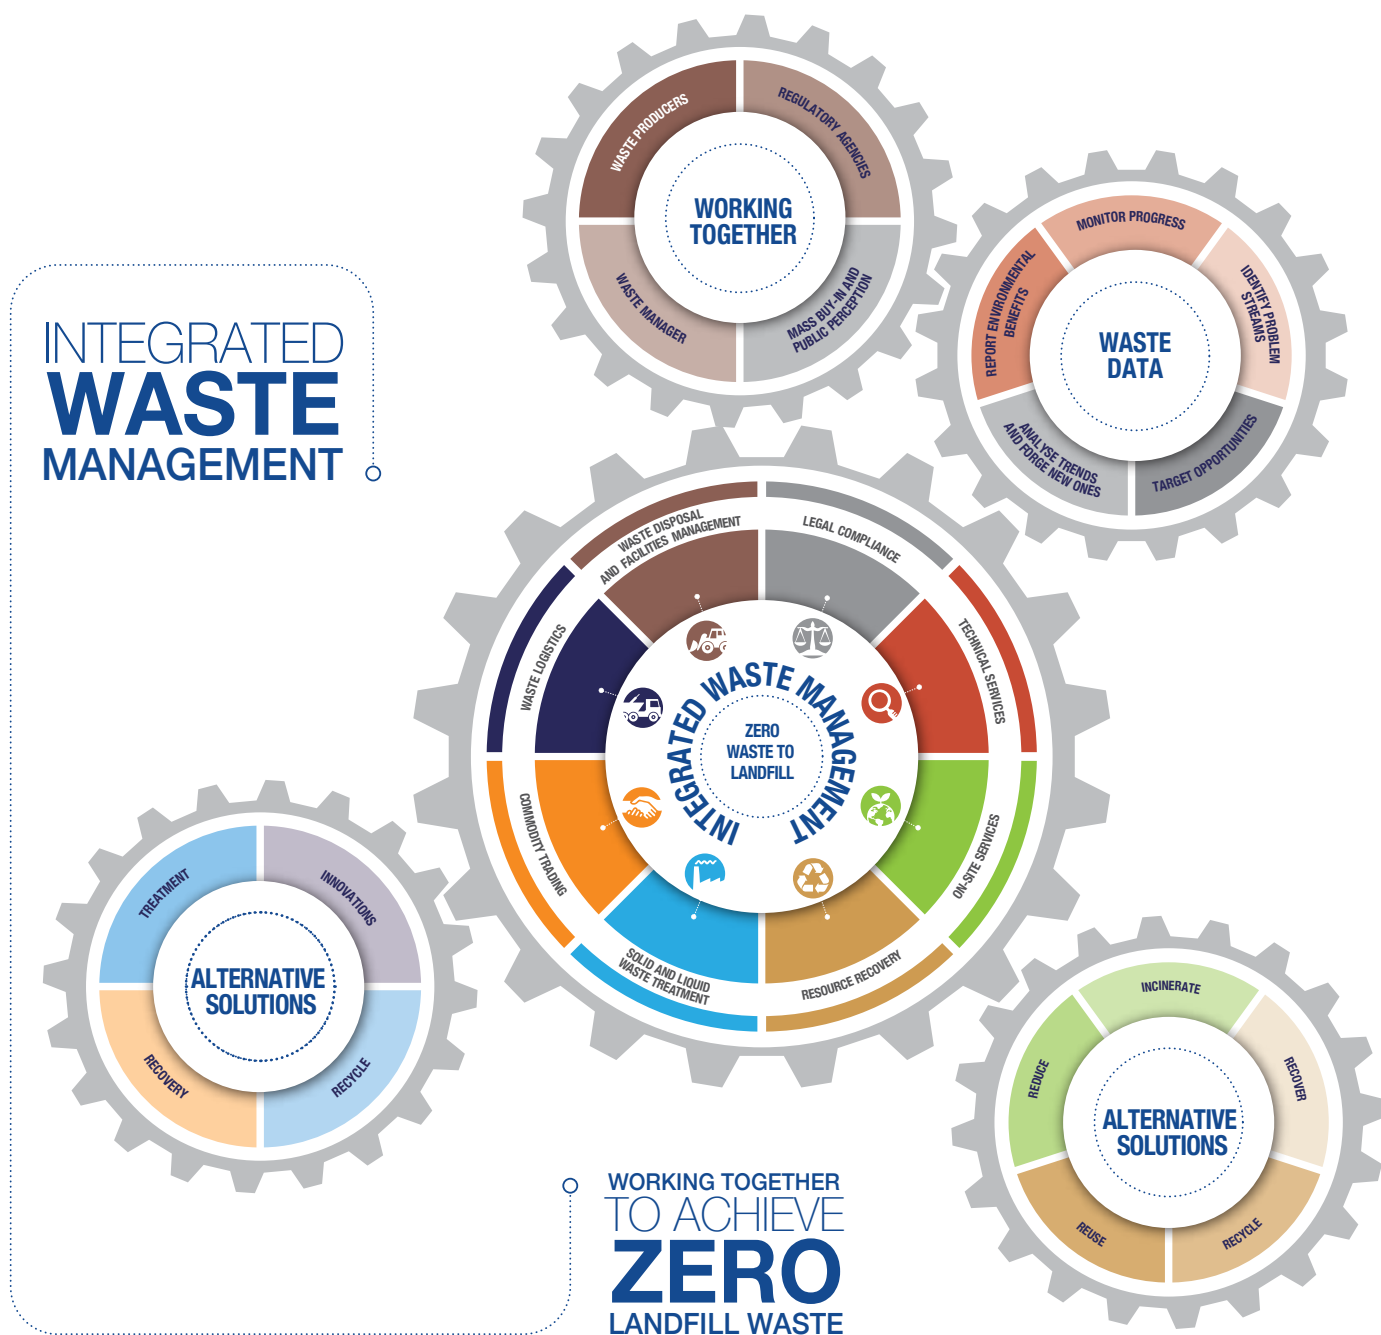 INTEGRATED
WASTE
MANAGEMENT
WASTE PRODUCERS
REGULATORY AGENCIES
WASTE MANAGER
MASS BUY-IN AND
PUBLIC PERCEPTION
WORKING
TOGETHER
MONITOR PROGRESS
IDENTIFY PROBLEM
STREAMS
TARGET OPPORTUNITIES
ANALYSE TRENDS
AND FORGE NEW ONES
REPORT ENVIRONMENTAL
BENEFITS
WASTE
DATA
WASTE DISPOSAL
AND FACILITIES MANAGEMENT
LEGAL COMPLIANCE
TECHNICAL SERVICES
ON-SITE SERVICES
RESOURCE RECOVERY
SOLID AND LIQUID
WASTE TREATMENT
COMMODITY TRADING
WASTE LOGISTICS
INTEGRATED WASTE MANAGEMENT
ZERO
WASTE TO
LANDFILL
TREATMENT
INNOVATIONS
RECYCLE
RECOVERY
ALTERNATIVE
SOLUTIONS
INCINERATE
RECOVER
RECYCLE
REUSE
REDUCE
ALTERNATIVE
SOLUTIONS
WORKING TOGETHER
TO ACHIEVE
ZERO
LANDFILL WASTE